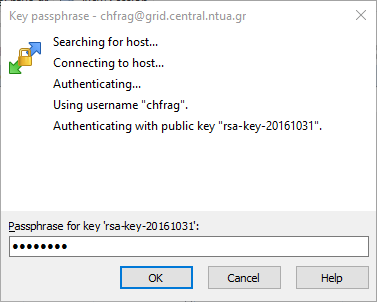 Key passphrase - chfrag@grid.central.ntua.gr
Searching for host...
Connecting to host...
Authenticating...
Using username "chfrag".
Authenticating with public key "rsa-key-20161031".
Passphrase for key 'rsa-key-20161031':
●●●●●●●●
OK Cancel Help